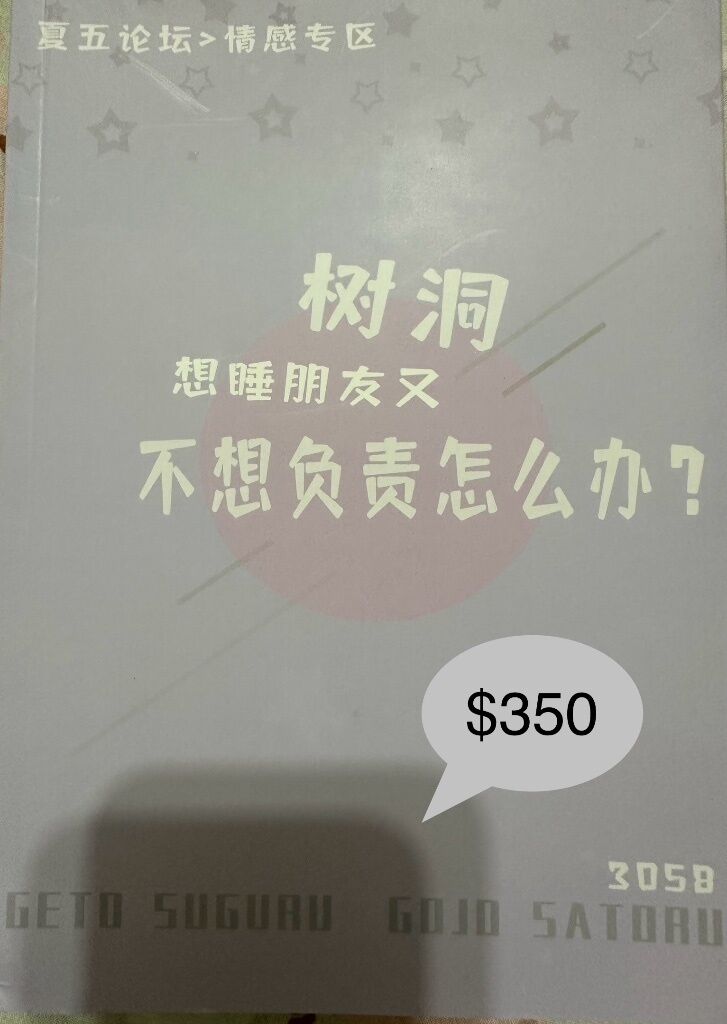 夏五论坛>情感专区
树洞
想睡朋友又
不想负责怎么办?
$350
3058
GETO SUGURU GOJO SATORU